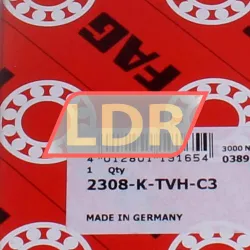 FAG
LDR
3000 N
4 012801 191654
0389
1 Qty
2308-K-TVH-C3
MADE IN GERMANY